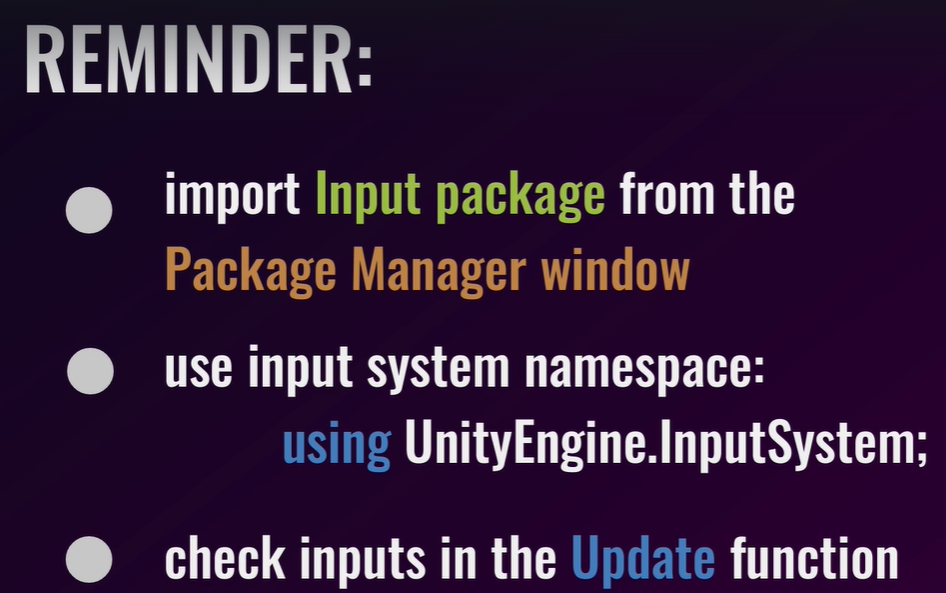 REMINDER:
import Input package from the
Package Manager window
use input system namespace:
using UnityEngine.InputSystem;
check inputs in the Update function